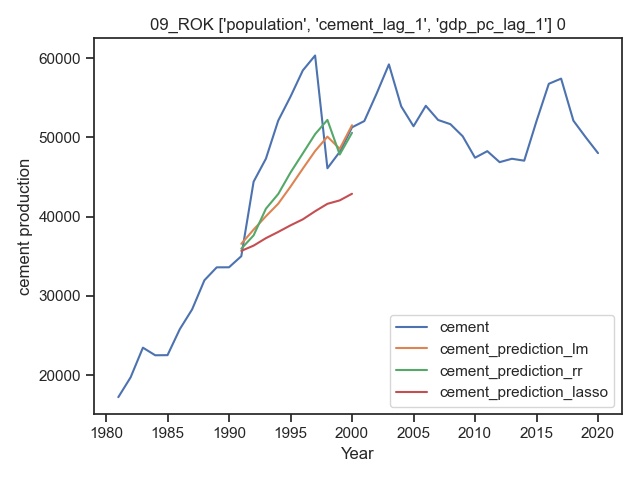 09_ROK ['population', 'cement_lag_1', 'gdp_pc_lag_1'] 0
60000
50000
40000
30000
20000
cement production
1980 1985 1990 1995 2000 2005 2010 2015 2020
Year
cement
cement_prediction_lm
cement_prediction_rr
cement_prediction_lasso